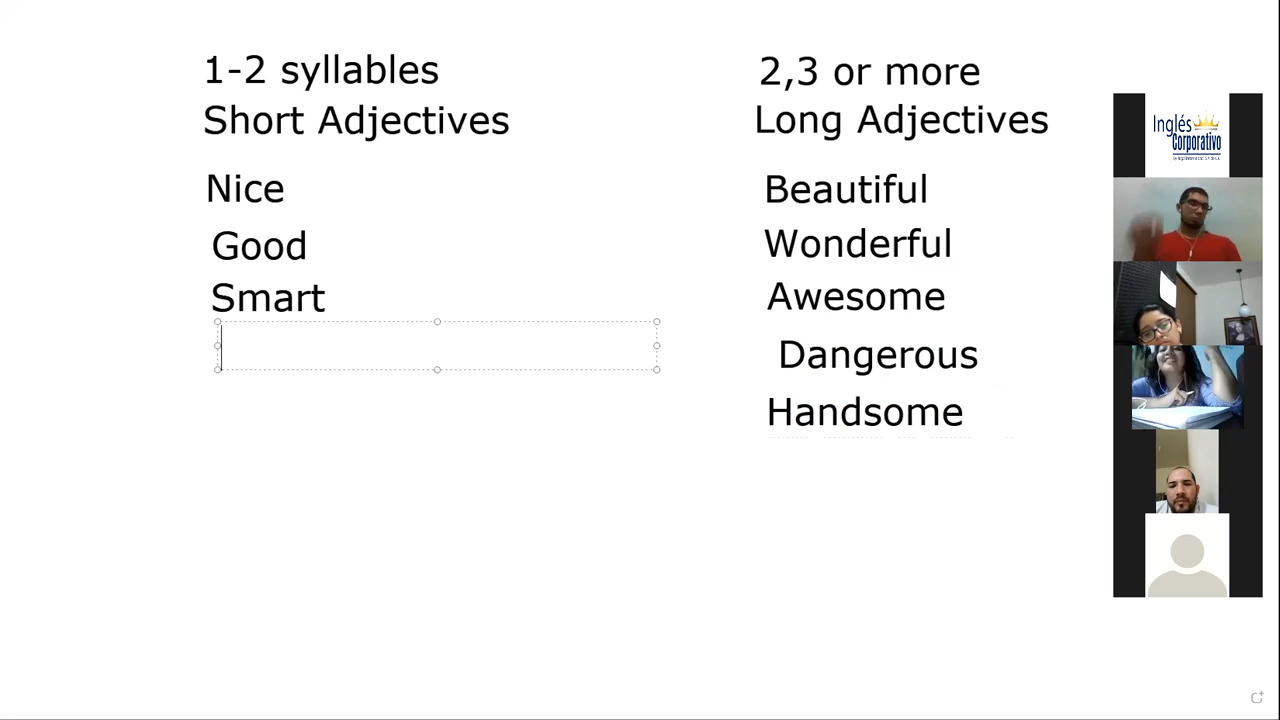 1-2 syllables
Short Adjectives
Nice
Good
Smart
2,3 or more
Long Adjectives
Beautiful
Wonderful
Awesome
Dangerous
Handsome
Inglés
Corporativo